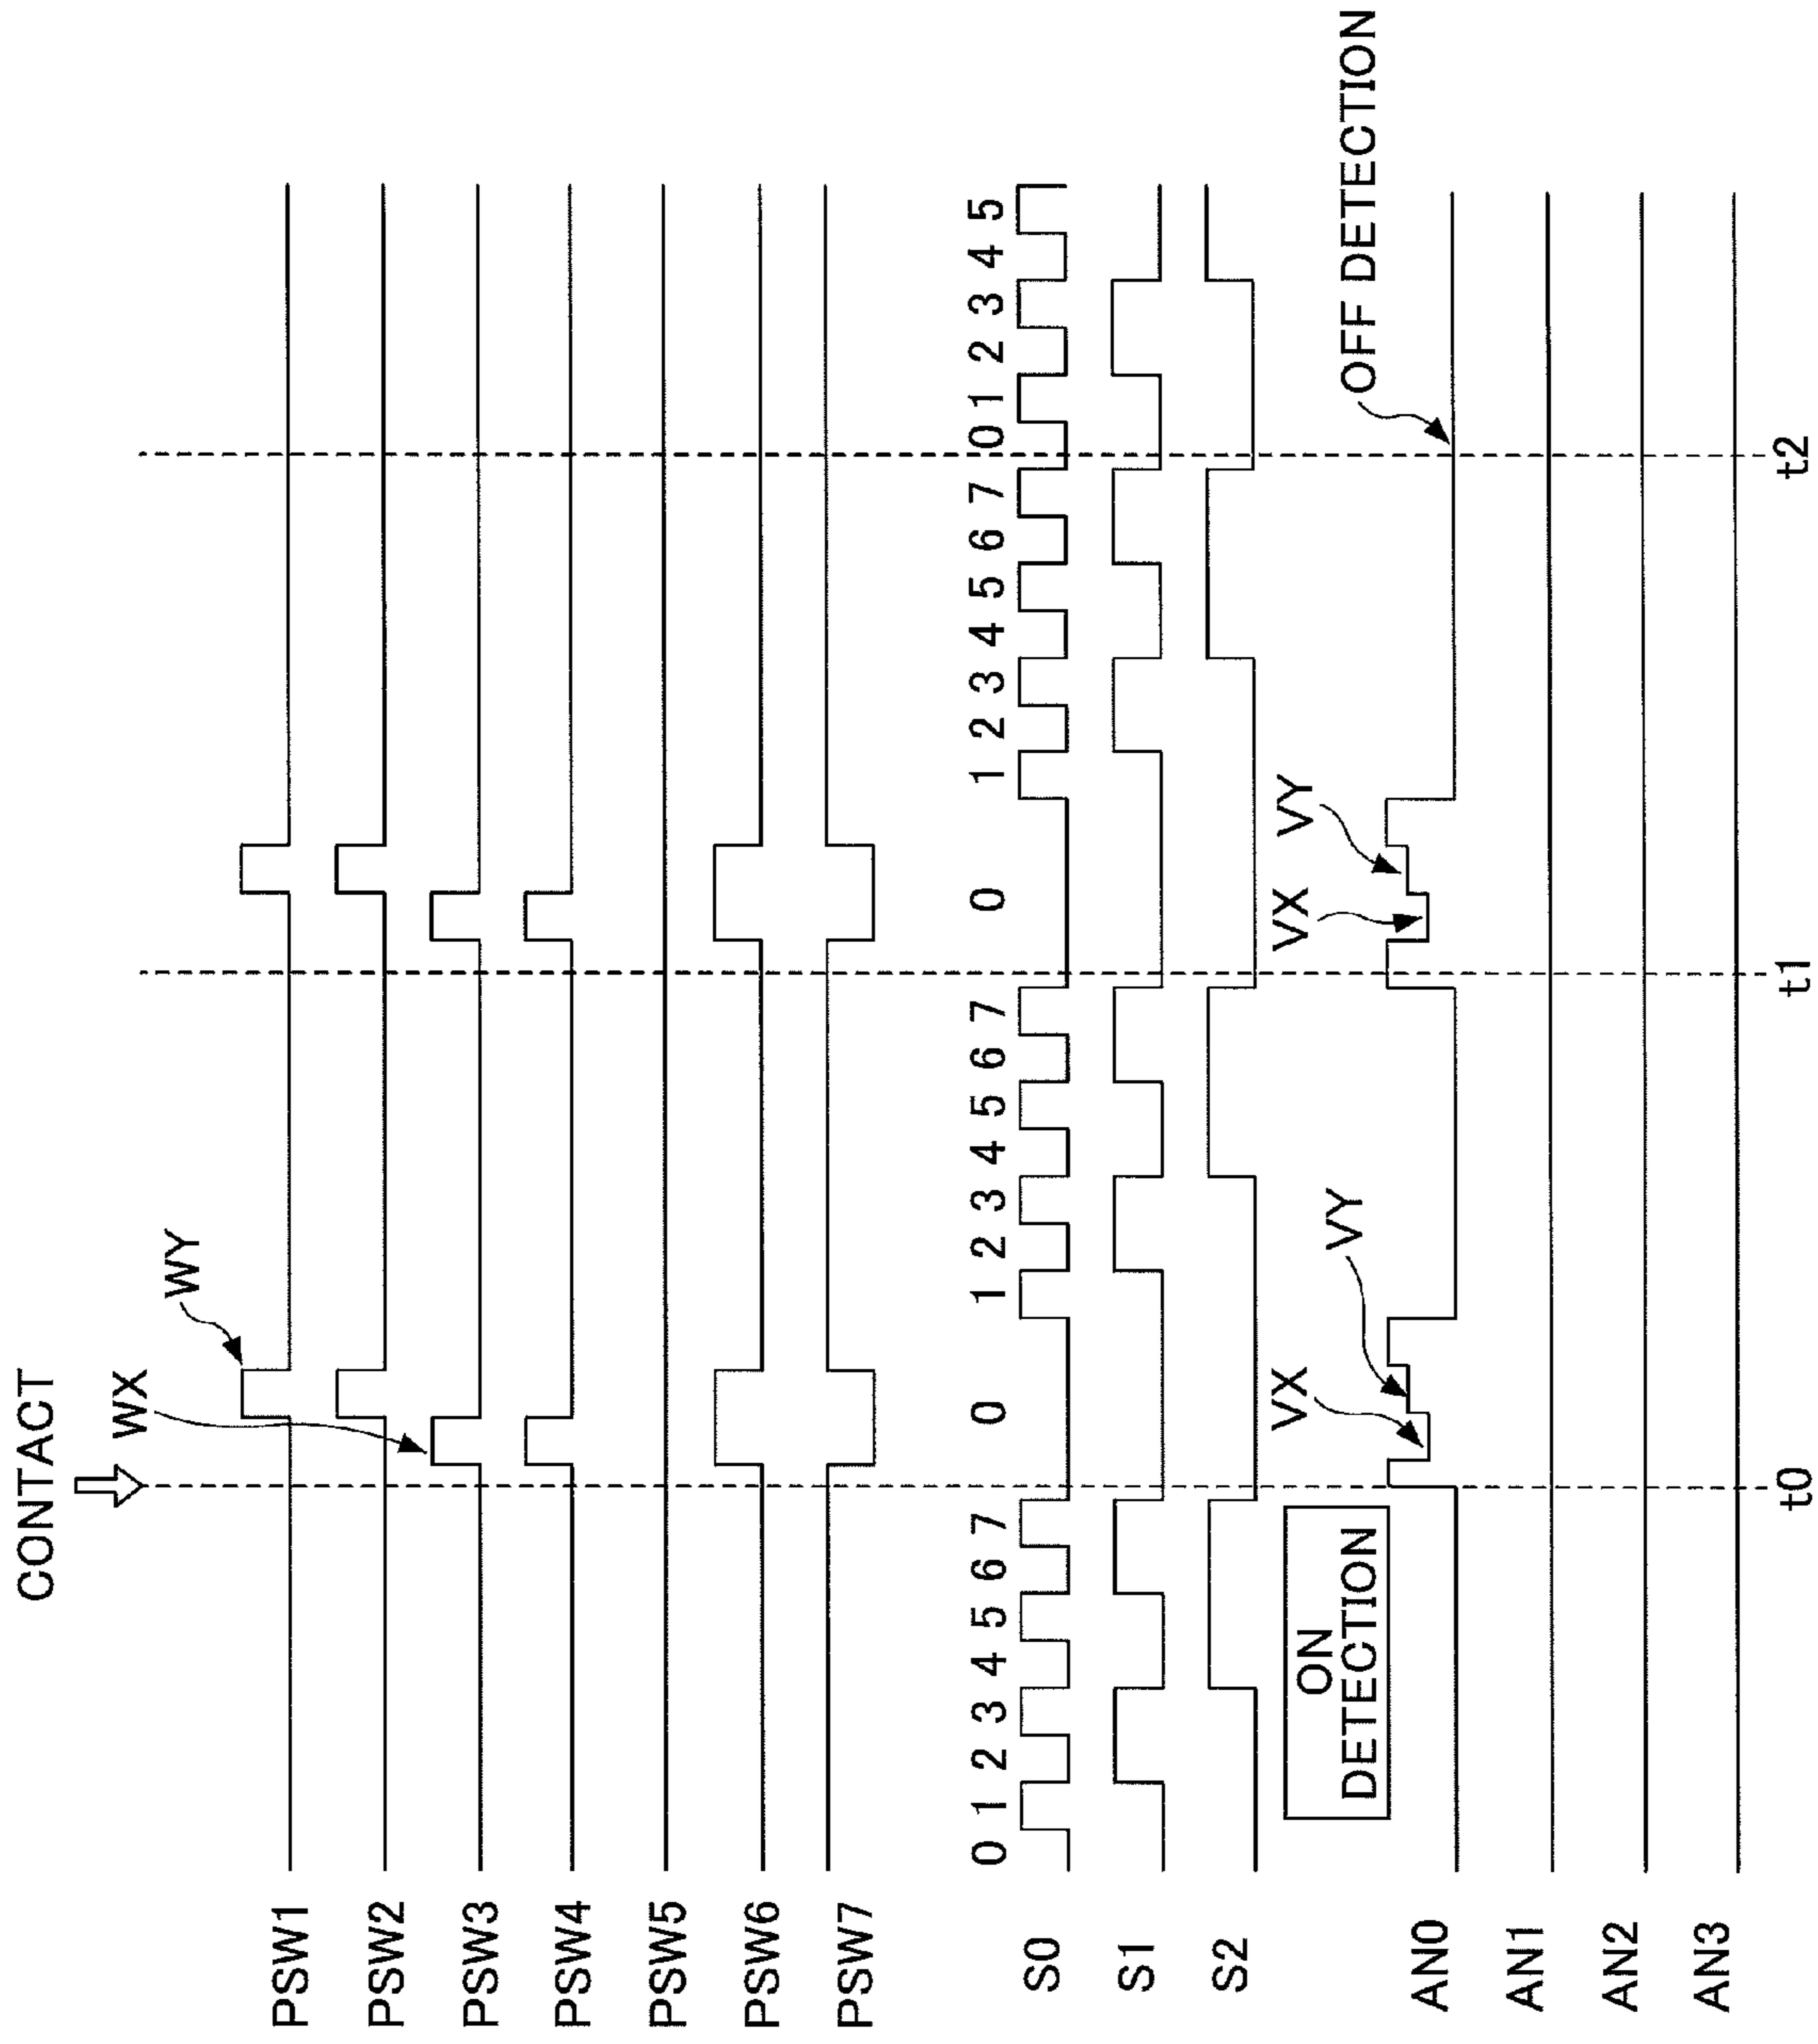 CONTACT
WX
WY
PSW1
PSW2
PSW3
PSW4
PSW5
PSW6
PSW7
0 1 2 3 4 5 6 7 0 1 2 3 4 5 6 7 0 1 2 3 4 5 6 7 0 1 2 3 4 5
S0
S1
S2
ON
DETECTION
VX
VY
VX
VY
OFF DETECTION
AN0
AN1
AN2
AN3
t0
t1
t2